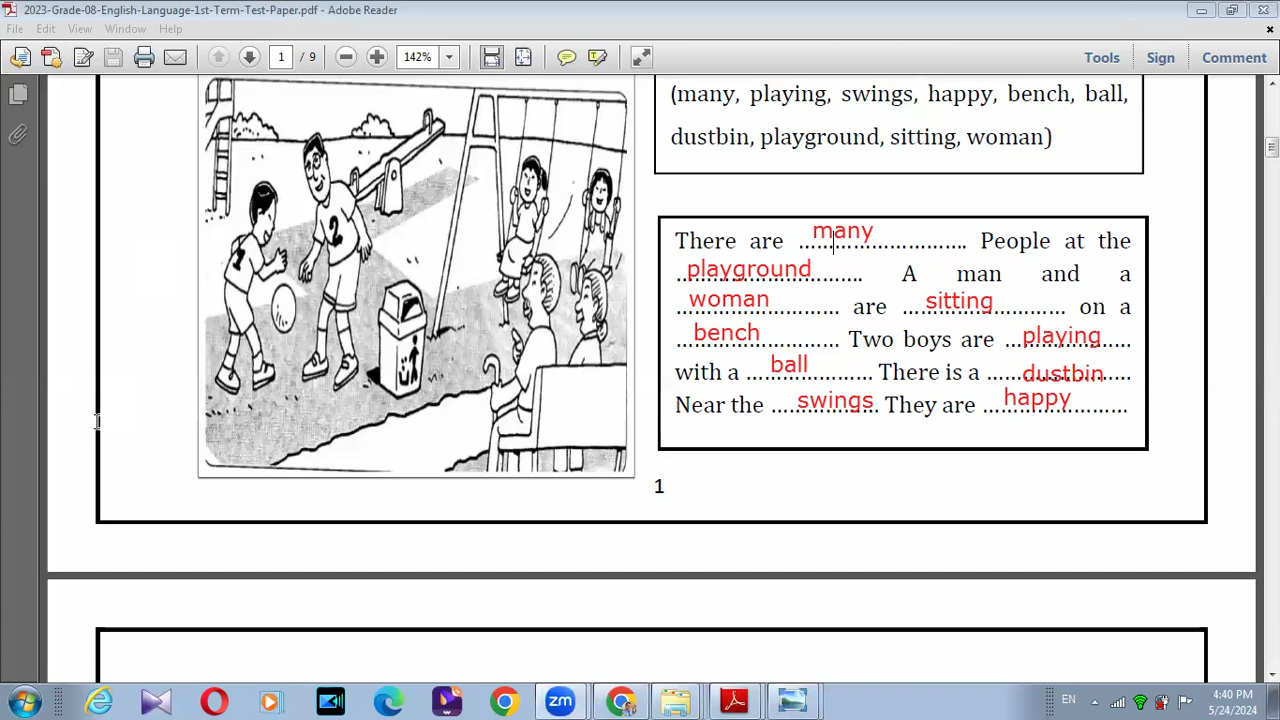 2023-Grade-08-English-Language-1st-Term-Test-Paper.pdf - Adobe Reader
File Edit View Window Help
1 / 9 142% Tools Sign Comment
(many, playing, swings, happy, bench, ball,
dustbin, playground, sitting, woman)
There are many ............................. People at the
playground ............................... A man and a
woman ........................... are sitting ........................... on a
bench ........................... Two boys are playing .....................
with a ball ..................... There is a dustbin ........................
Near the swings .................. They are happy ........................
1
2
1
zm
EN
4:40 PM
5/24/2024